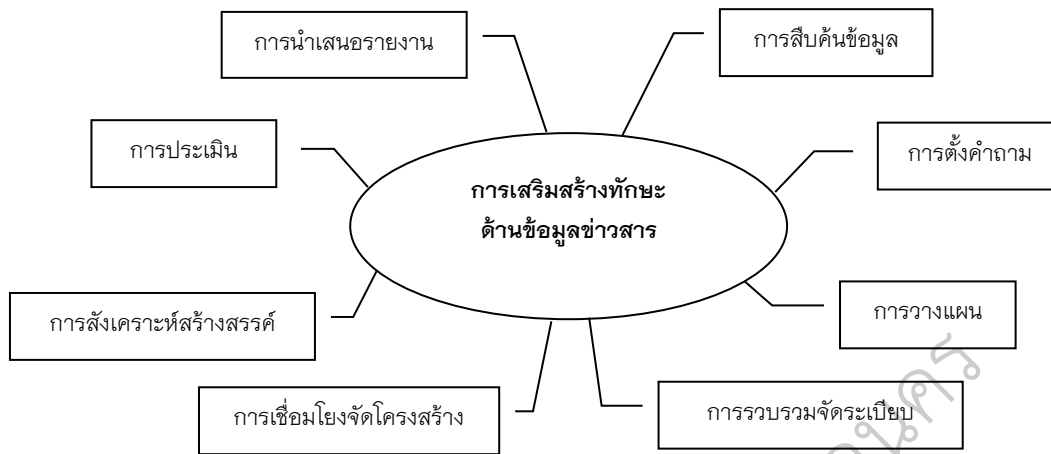 การนำเสนอรายงาน
การสืบค้นข้อมูล
การประเมิน
การตั้งคำถาม
การเสริมสร้างทักษะ
ด้านข้อมูลข่าวสาร
การสังเคราะห์สร้างสรรค์
การวางแผน
การเชื่อมโยงจัดโครงสร้าง
การรวบรวมจัดระเบียบ